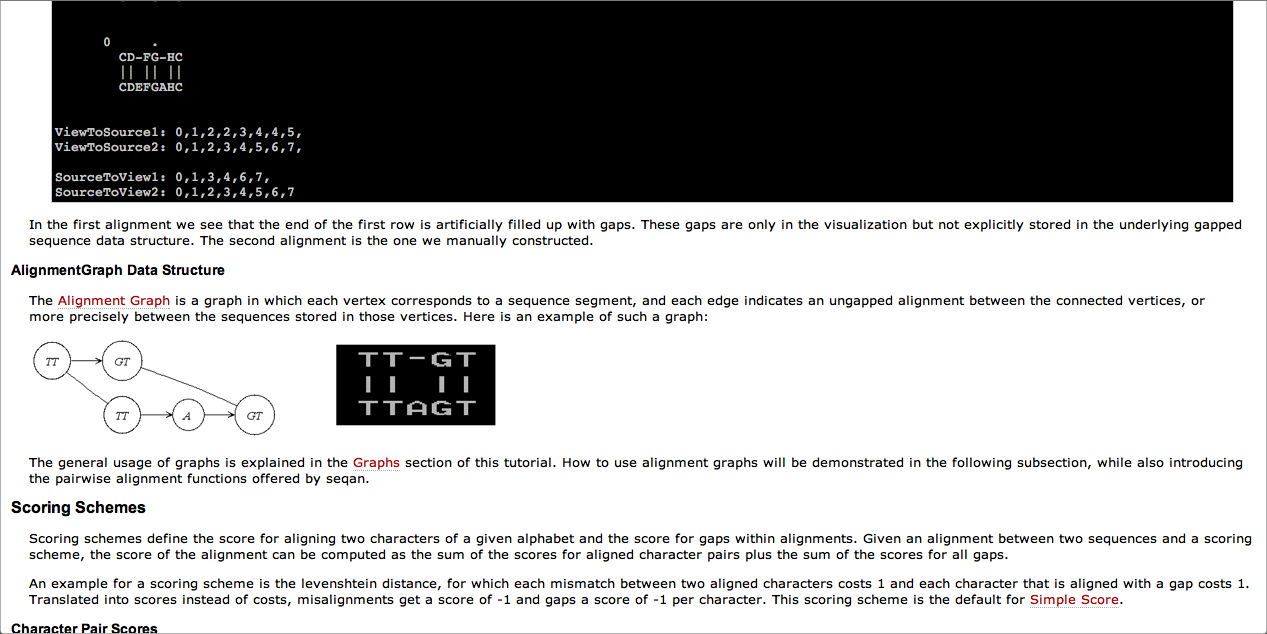 0 .
CD-FG-HC
|| || ||
CDEFGAHC
ViewToSource1: 0,1,2,2,3,4,4,5,
ViewToSource2: 0,1,2,3,4,5,6,7,
SourceToView1: 0,1,3,4,6,7,
SourceToView2: 0,1,2,3,4,5,6,7
In the first alignment we see that the end of the first row is artificially filled up with gaps. These gaps are only in the visualization but not explicitly stored in the underlying gapped
sequence data structure. The second alignment is the one we manually constructed.
AlignmentGraph Data Structure
The Alignment Graph is a graph in which each vertex corresponds to a sequence segment, and each edge indicates an ungapped alignment between the connected vertices, or
more precisely between the sequences stored in those vertices. Here is an example of such a graph:
TT GT
TT A GT
TT-GT
|| ||
TTAGT
The general usage of graphs is explained in the Graphs section of this tutorial. How to use alignment graphs will be demonstrated in the following subsection, while also introducing
the pairwise alignment functions offered by seqan.
Scoring Schemes
Scoring schemes define the score for aligning two characters of a given alphabet and the score for gaps within alignments. Given an alignment between two sequences and a scoring
scheme, the score of the alignment can be computed as the sum of the scores for aligned character pairs plus the sum of the scores for all gaps.
An example for a scoring scheme is the levenshtein distance, for which each mismatch between two aligned characters costs 1 and each character that is aligned with a gap costs 1.
Translated into scores instead of costs, misalignments get a score of -1 and gaps a score of -1 per character. This scoring scheme is the default for Simple Score.
Character Pair Scores